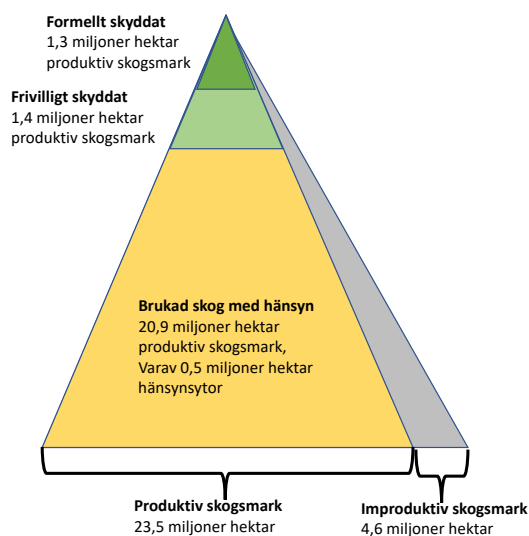 Formellt skyddat
1,3 miljoner hektar
produktiv skogsmark
Frivilligt skyddat
1,4 miljoner hektar
produktiv skogsmark
Brukad skog med hänsyn
20,9 miljoner hektar
produktiv skogsmark,
Varav 0,5 miljoner hektar
hänsynsytor
Produktiv skogsmark
23,5 miljoner hektar
Improduktiv skogsmark
4,6 miljoner hektar